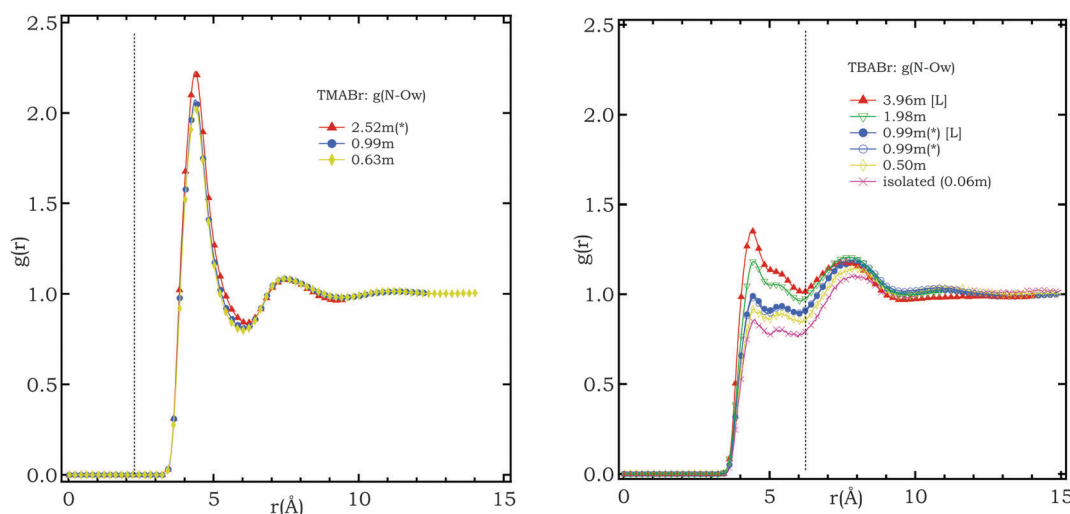 2.5
TMABr: g(N-Ow)
2.52m(*)
0.99m
0.63m
2.0
1.5
g(r)
1.0
0.5
0.0
0
5
10
15
r(Å)
2.5
TBABr: g(N-Ow)
3.96m [L]
1.98m
0.99m(*) [L]
0.99m(*)
0.50m
isolated (0.06m)
2.0
1.5
g(r)
1.0
0.5
0.0
0
5
10
15
r(Å)